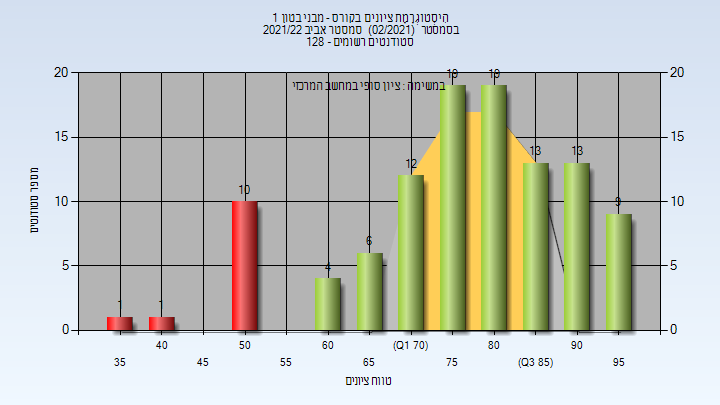 הִיסְטוֹגְרָמַת ציונים בקורס - מבני בטון 1
בסמסטר (02/2021) סמסטר אביב 2021/22
סטודנטים רשומים - 128
במשימה : ציון סופי במחשב המרכזי
מספר סטודנטים
20 15 10 5 0
20 15 10 5 0
1 1 10 4 6 12 19 19 13 13 9
40 50 60 (Q1 70) 80 90
35 45 55 65 75 (Q3 85) 95
טווח ציונים